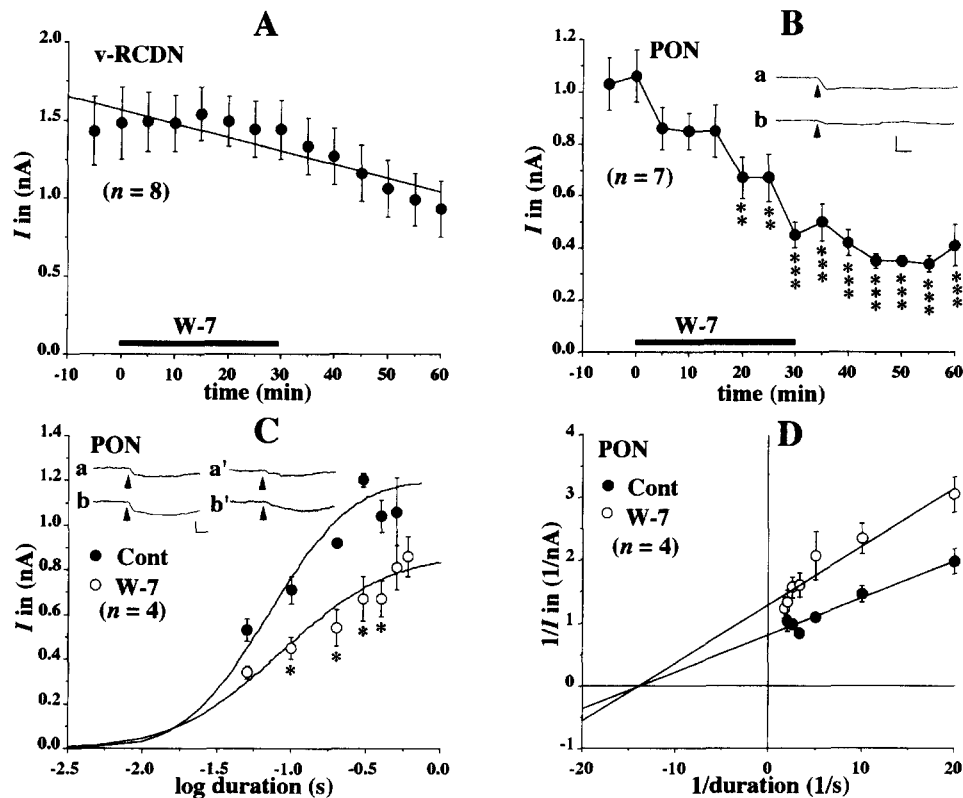 A
v-RCDN
2.0
1.5
1.0
0.5
0.0
I in (nA)
(n = 8)
W-7
-10 0 10 20 30 40 50 60
time (min)
B
PON
1.2
1.0
0.8
0.6
0.4
0.2
0.0
I in (nA)
a
b
(n = 7)
** ** *** *** *** *** *** *** ***
W-7
-10 0 10 20 30 40 50 60
time (min)
C
PON
1.4
1.2
1.0
0.8
0.6
0.4
0.2
0.0
I in (nA)
a a'
b b'
Cont
W-7
(n = 4)
* * * *
-2.5 -2.0 -1.5 -1.0 -0.5 0.0
log duration (s)
D
PON
4
3
2
1
0
-1
1/I in (1/nA)
Cont
W-7
(n = 4)
-20 -10 0 10 20
1/duration (1/s)